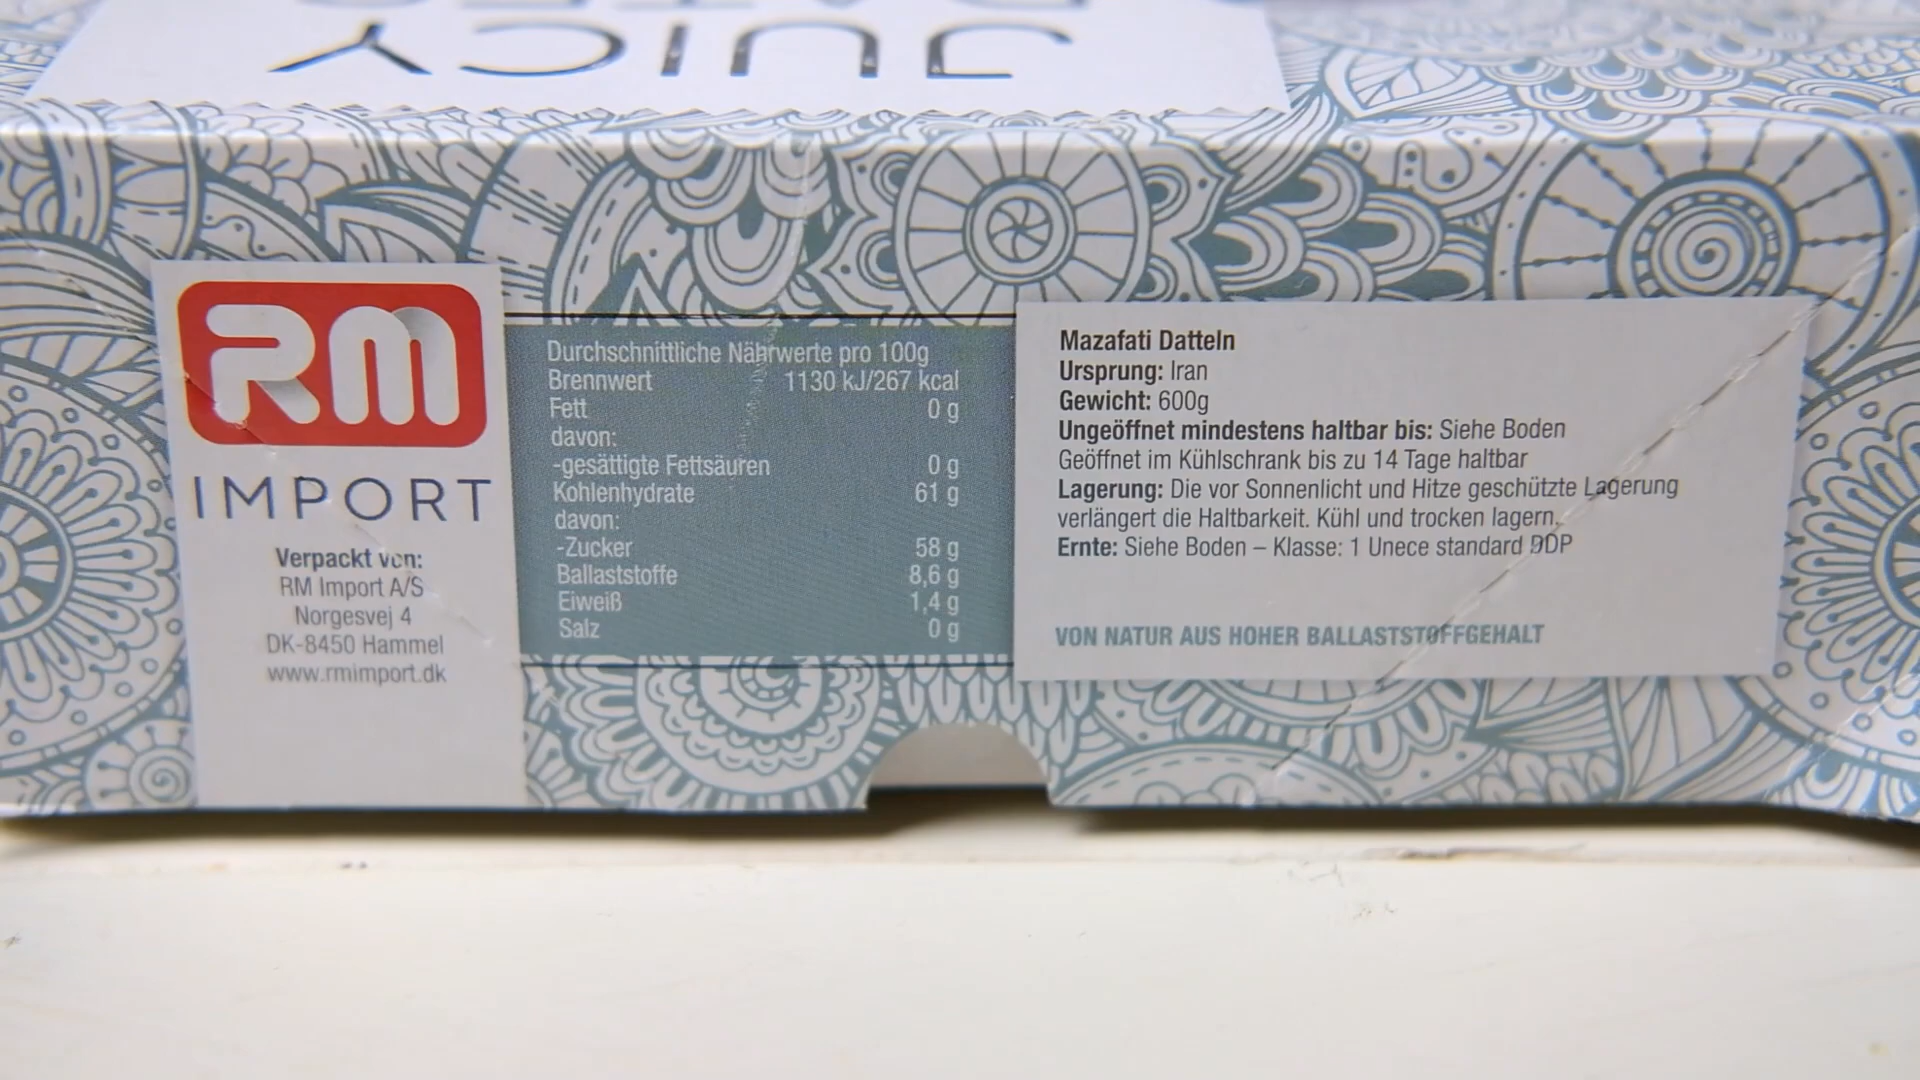 JUICY
RM
IMPORT
Verpackt von:
RM Import A/S
Norgesvej 4
DK-8450 Hammel
www.rmimport.dk
Durchschnittliche Nährwerte pro 100g
Brennwert 1130 kJ/267 kcal
Fett 0 g
davon:
-gesättigte Fettsäuren 0 g
Kohlenhydrate 61 g
davon:
-Zucker 58 g
Ballaststoffe 8,6 g
Eiweiß 1,4 g
Salz 0 g
Mazafati Datteln
Ursprung: Iran
Gewicht: 600g
Ungeöffnet mindestens haltbar bis: Siehe Boden
Geöffnet im Kühlschrank bis zu 14 Tage haltbar
Lagerung: Die vor Sonnenlicht und Hitze geschützte Lagerung
verlängert die Haltbarkeit. Kühl und trocken lagern.
Ernte: Siehe Boden – Klasse: 1 Unece standard DDP
VON NATUR AUS HOHER BALLASTSTOFFGEHALT